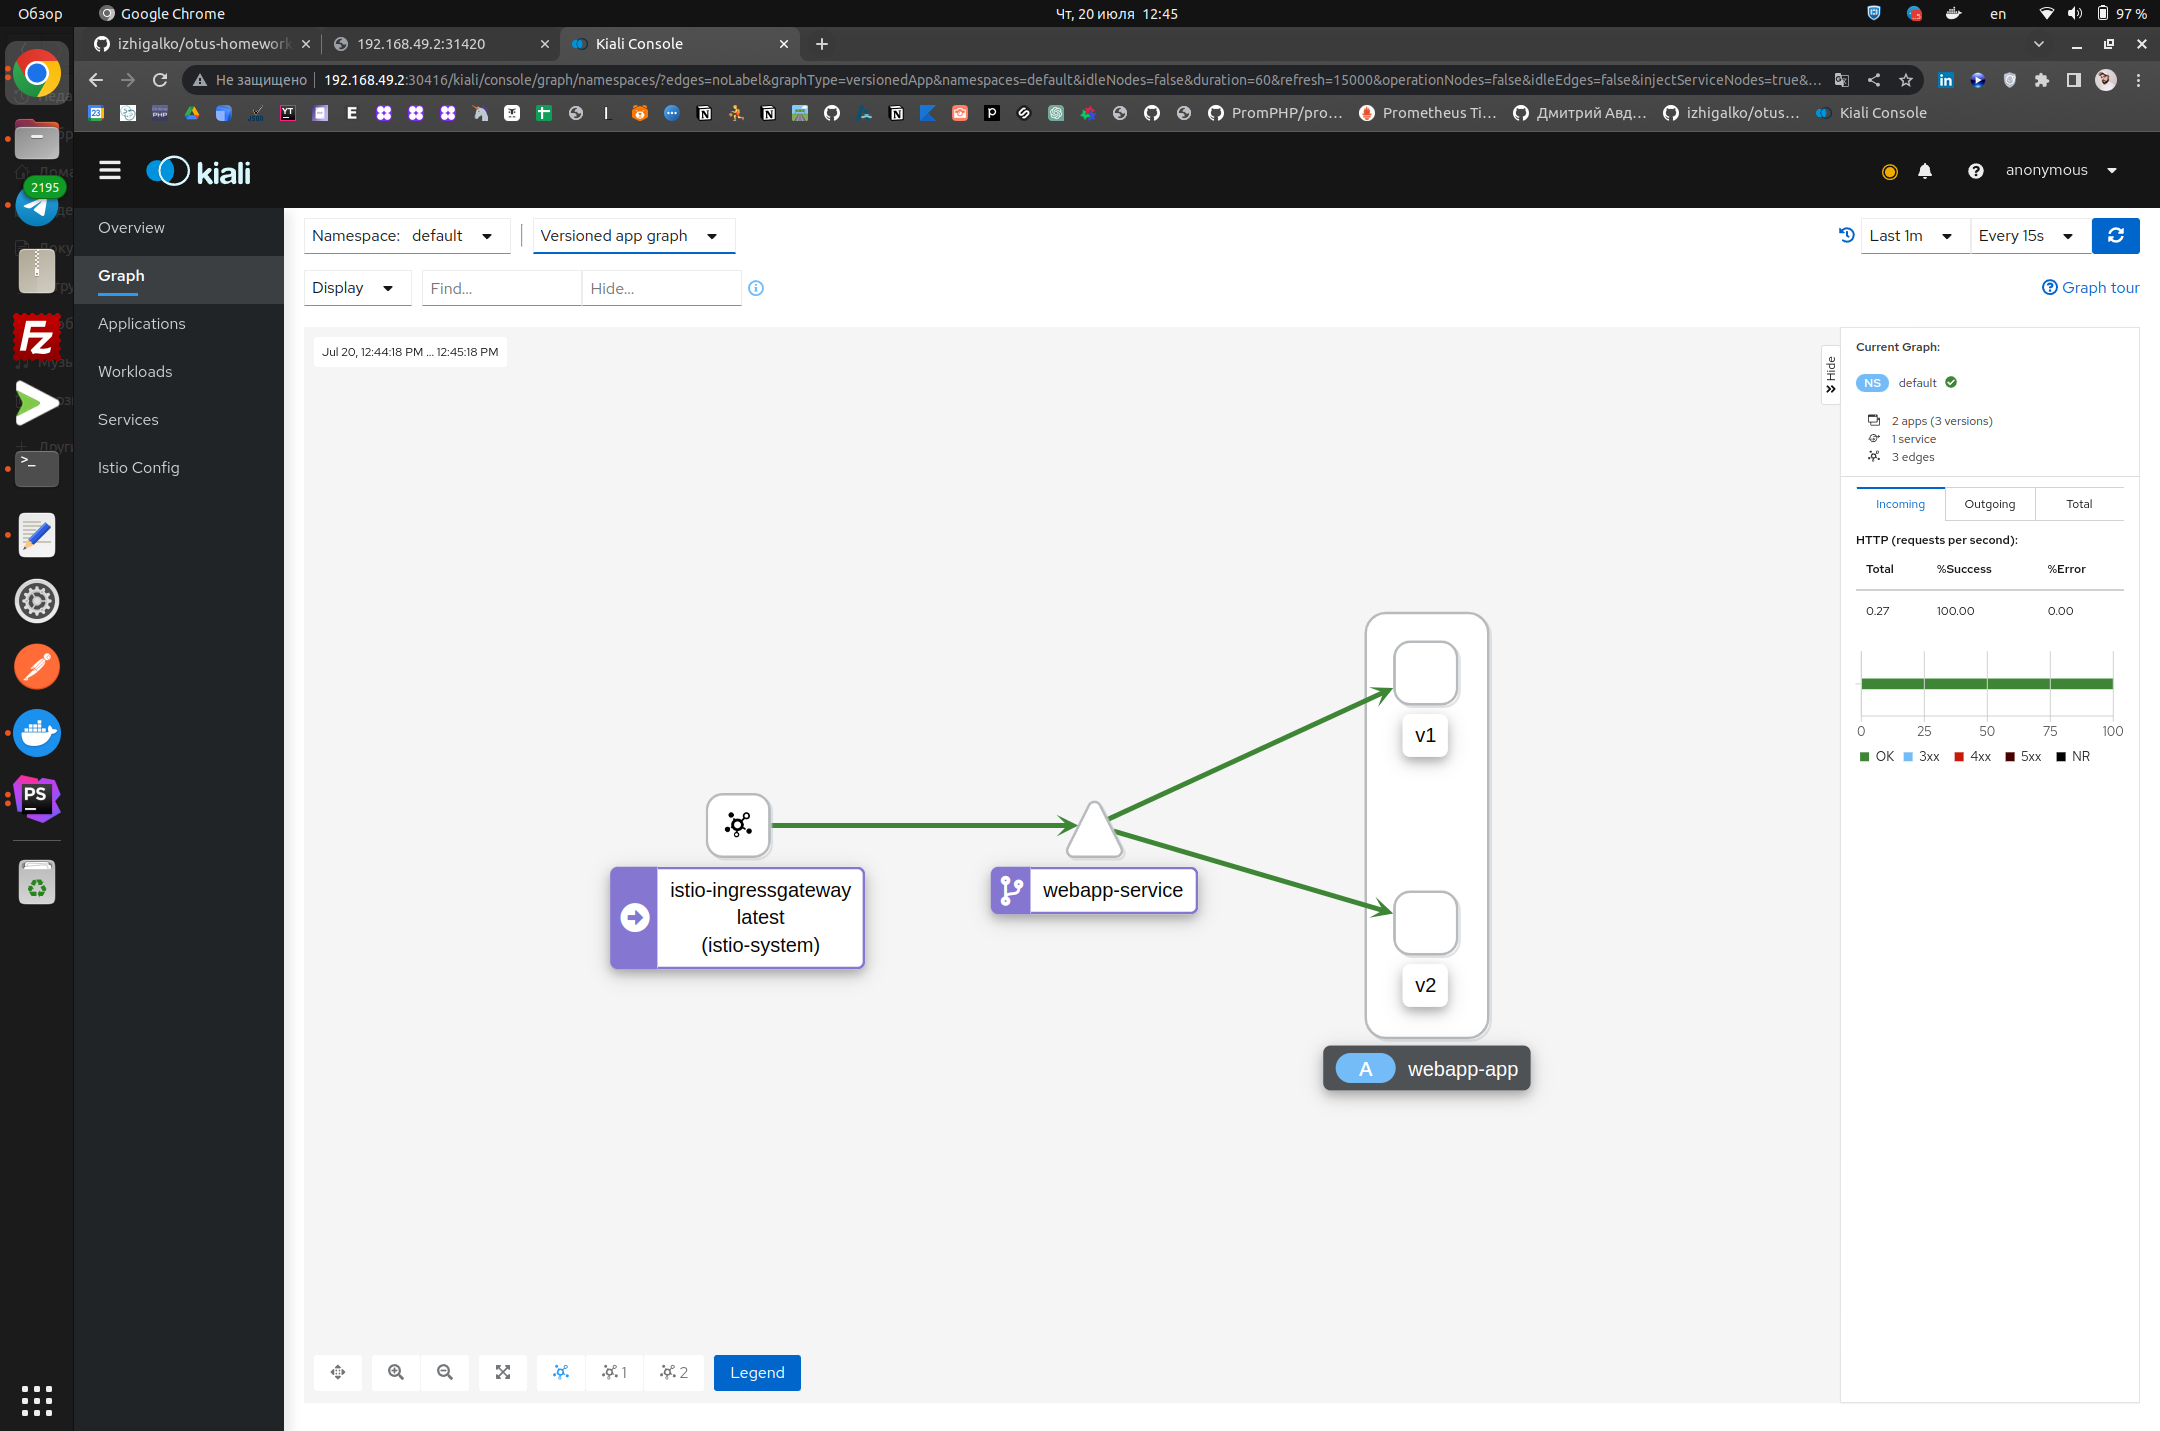 Обзор
Google Chrome
Чт, 20 июля 12:45
en
97 %
izhigalko/otus-homework
192.168.49.2:31420
Kiali Console
Не защищено
192.168.49.2:30416/kiali/console/graph/namespaces/?edges=noLabel&graphType=versionedApp&namespaces=default&idleNodes=false&duration=60&refresh=15000&operationNodes=false&idleEdges=false&injectServiceNodes=true&...
PromPHP/pro...
Prometheus Ti...
Дмитрий Авд...
izhigalko/otus...
Kiali Console
2195
kiali
anonymous
Overview
Graph
Applications
Workloads
Services
Istio Config
Namespace: default
Versioned app graph
Last 1m
Every 15s
Display
Find...
Hide...
Graph tour
Jul 20, 12:44:18 PM ... 12:45:18 PM
Hide
Current Graph:
NS default
2 apps (3 versions)
1 service
3 edges
Incoming
Outgoing
Total
HTTP (requests per second):
Total %Success %Error
0.27 100.00 0.00
0 25 50 75 100
OK 3xx 4xx 5xx NR
v1
v2
istio-ingressgateway
latest
(istio-system)
webapp-service
A webapp-app
1
2
Legend